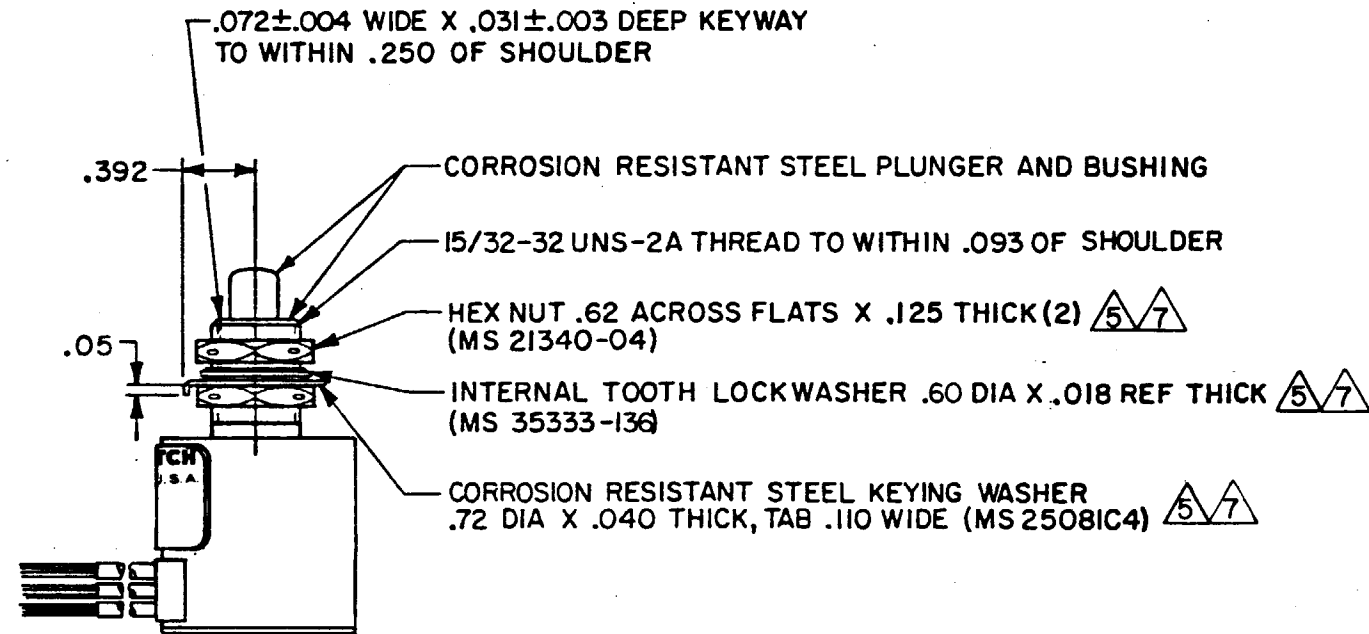 .072±.004 WIDE X .031±.003 DEEP KEYWAY
TO WITHIN .250 OF SHOULDER
.392
CORROSION RESISTANT STEEL PLUNGER AND BUSHING
15/32-32 UNS-2A THREAD TO WITHIN .093 OF SHOULDER
HEX NUT .62 ACROSS FLATS X .125 THICK (2) 5 7
(MS 21340-04)
.05
INTERNAL TOOTH LOCKWASHER .60 DIA X .018 REF THICK 5 7
(MS 35333-136)
TCH
U.S.A.
CORROSION RESISTANT STEEL KEYING WASHER
.72 DIA X .040 THICK, TAB .110 WIDE (MS 25081C4) 5 7